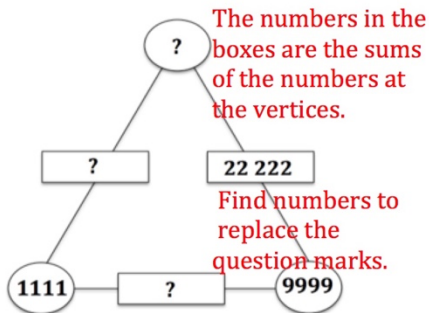 The numbers in the
boxes are the sums
of the numbers at
the vertices.
?
?
22 222
Find numbers to
replace the
question marks.
1111
?
9999